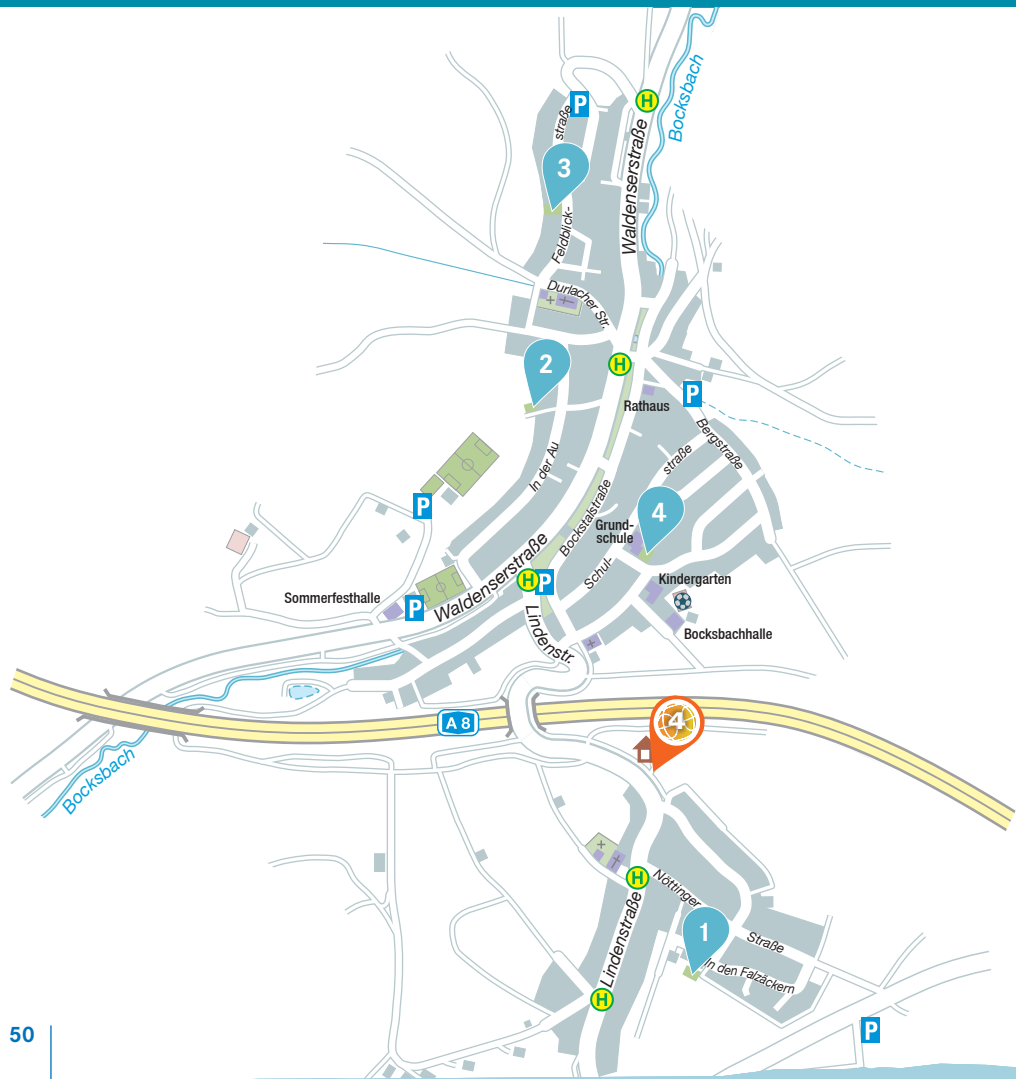 Bocksbach
H
P
straße
3
Waldenserstraße
Feldblick-
Durlacher Str.
2
H
Rathaus
P
Bergstraße
straße
In der Au
P
Bockstalstraße
4
Grund-
schule
Schul-
Kindergarten
H
P
Waldenserstraße
Sommerfesthalle
P
Lindenstr.
Bocksbachhalle
A 8
4
Bocksbach
H
Nöttinger
Straße
1
In den Falzäckern
Lindenstraße
H
P
50